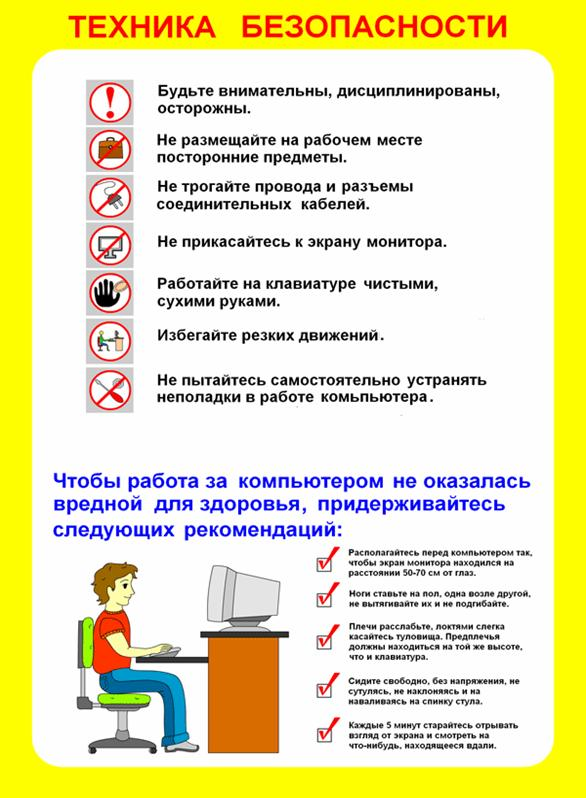 ТЕХНИКА БЕЗОПАСНОСТИ
Будьте внимательны, дисциплинированы,
осторожны.
Не размещайте на рабочем месте
посторонние предметы.
Не трогайте провода и разъемы
соединительных кабелей.
Не прикасайтесь к экрану монитора.
Работайте на клавиатуре чистыми,
сухими руками.
Избегайте резких движений.
Не пытайтесь самостоятельно устранять
неполадки в работе комьпьютера.
Чтобы работа за компьютером не оказалась
вредной для здоровья, придерживайтесь
следующих рекомендаций:
Располагайтесь перед компьютером так,
чтобы экран монитора находился на
расстоянии 50-70 см от глаз.
Ноги ставьте на пол, одна возле другой,
не вытягивайте их и не подгибайте.
Плечи расслабьте, локтями слегка
касайтесь туловища. Предплечья
должны находиться на той же высоте,
что и клавиатура.
Сидите свободно, без напряжения, не
сутулясь, не наклоняясь и на
наваливаясь на спинку стула.
Каждые 5 минут старайтесь отрывать
взгляд от экрана и смотреть на
что-нибудь, находящееся вдали.